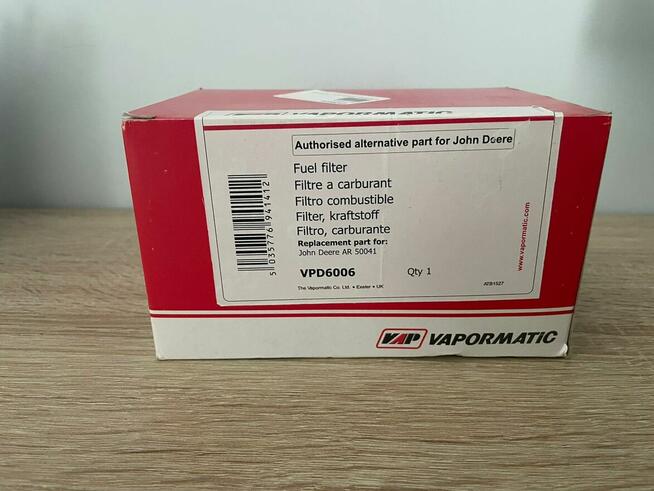 VAPORMATIC
Authorised alternative part for John Deere
Fuel filter
Filtre a carburant
Filtro combustible
Filter, kraftstoff
Filtro, carburante
Replacement part for:
John Deere AR 50041
VPD6006 Qty 1
The Vapormatic Co. Ltd. • Exeter • UK
ATB1527
5 035776 941412
www.vapormatic.com
VAP VAPORMATIC